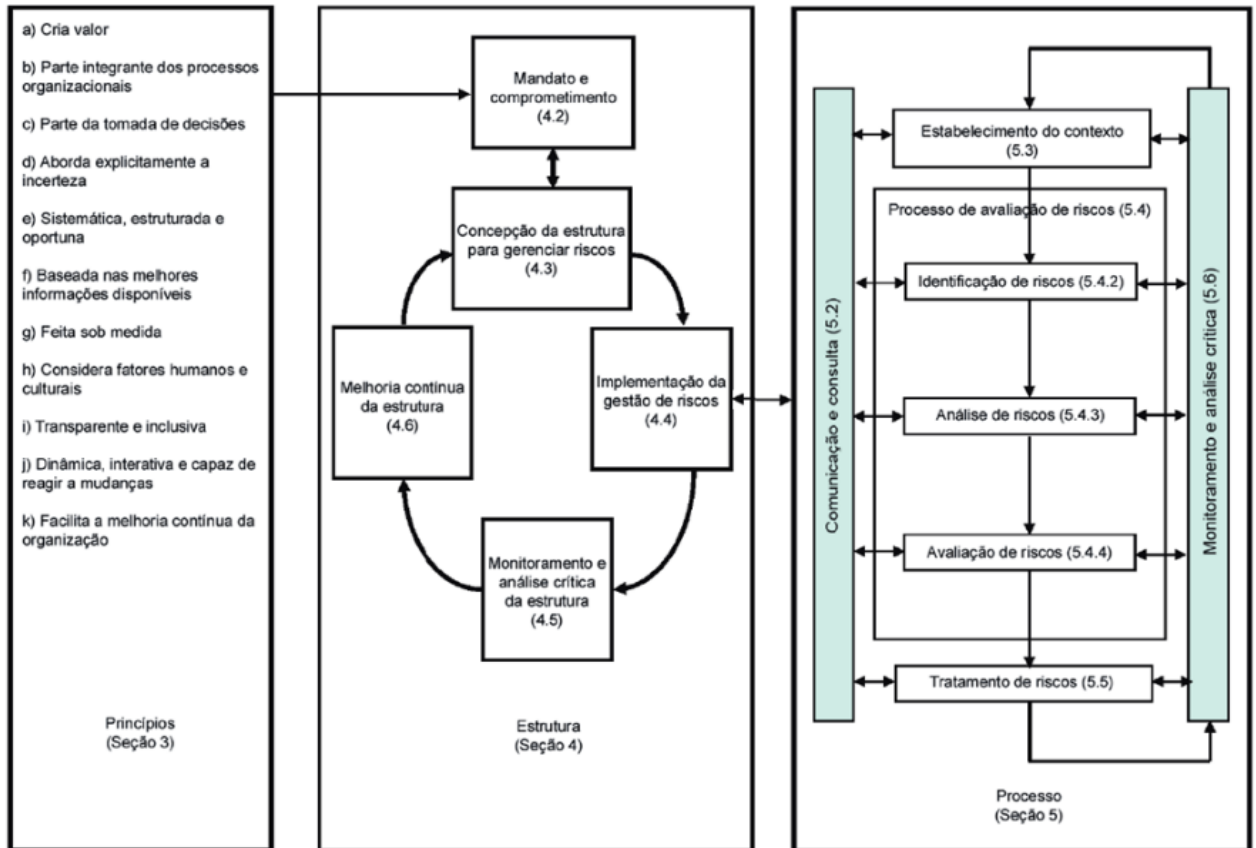 a) Cria valor
b) Parte integrante dos processos
organizacionais
c) Parte da tomada de decisões
d) Aborda explicitamente a
incerteza
e) Sistemática, estruturada e
oportuna
f) Baseada nas melhores
informações disponíveis
g) Feita sob medida
h) Considera fatores humanos e
culturais
i) Transparente e inclusiva
j) Dinâmica, interativa e capaz de
reagir a mudanças
k) Facilita a melhoria contínua da
organização
Princípios
(Seção 3)
Mandato e
comprometimento
(4.2)
Concepção da estrutura
para gerenciar riscos
(4.3)
Implementação da
gestão de riscos
(4.4)
Monitoramento e
análise crítica
da estrutura
(4.5)
Melhoria contínua
da estrutura
(4.6)
Estrutura
(Seção 4)
Comunicação e consulta (5.2)
Estabelecimento do contexto
(5.3)
Processo de avaliação de riscos (5.4)
Identificação de riscos (5.4.2)
Análise de riscos (5.4.3)
Avaliação de riscos (5.4.4)
Tratamento de riscos (5.5)
Monitoramento e análise crítica (5.6)
Processo
(Seção 5)